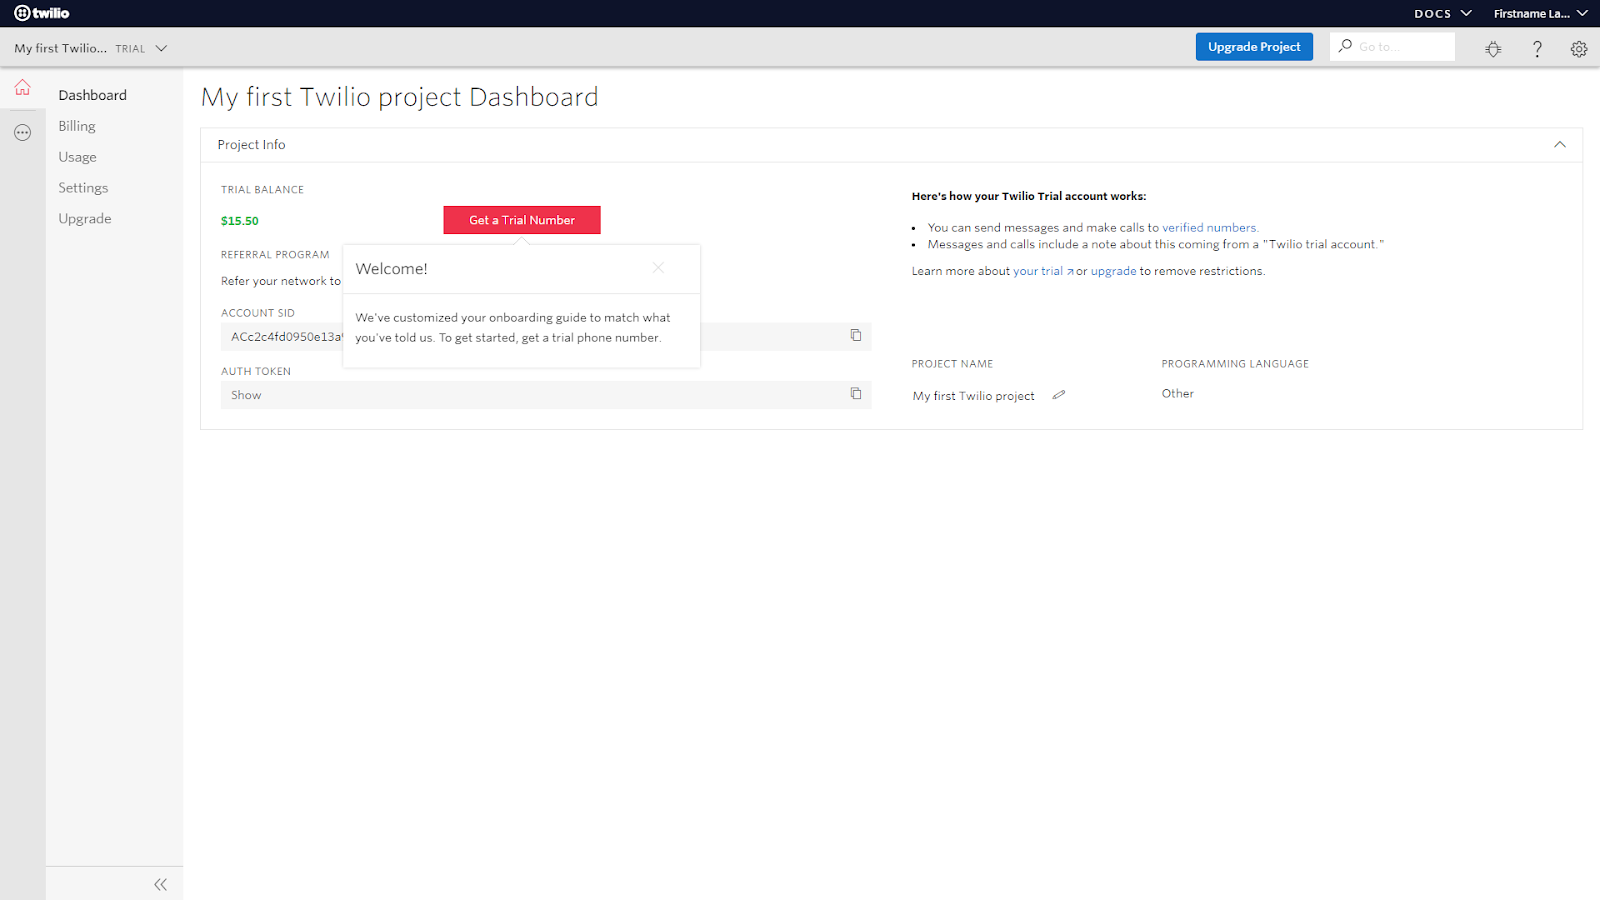 twilio
DOCS
Firstname La...
My first Twilio... TRIAL
Upgrade Project
Go to...
Dashboard
Billing
Usage
Settings
Upgrade
My first Twilio project Dashboard
Project Info
TRIAL BALANCE
$15.50
Get a Trial Number
REFERRAL PROGRAM
Refer your network to
ACCOUNT SID
ACc2c4fd0950e13a
AUTH TOKEN
Show
Welcome!
We've customized your onboarding guide to match what
you've told us. To get started, get a trial phone number.
Here's how your Twilio Trial account works:
• You can send messages and make calls to verified numbers.
• Messages and calls include a note about this coming from a "Twilio trial account."
Learn more about your trial or upgrade to remove restrictions.
PROJECT NAME
My first Twilio project
PROGRAMMING LANGUAGE
Other